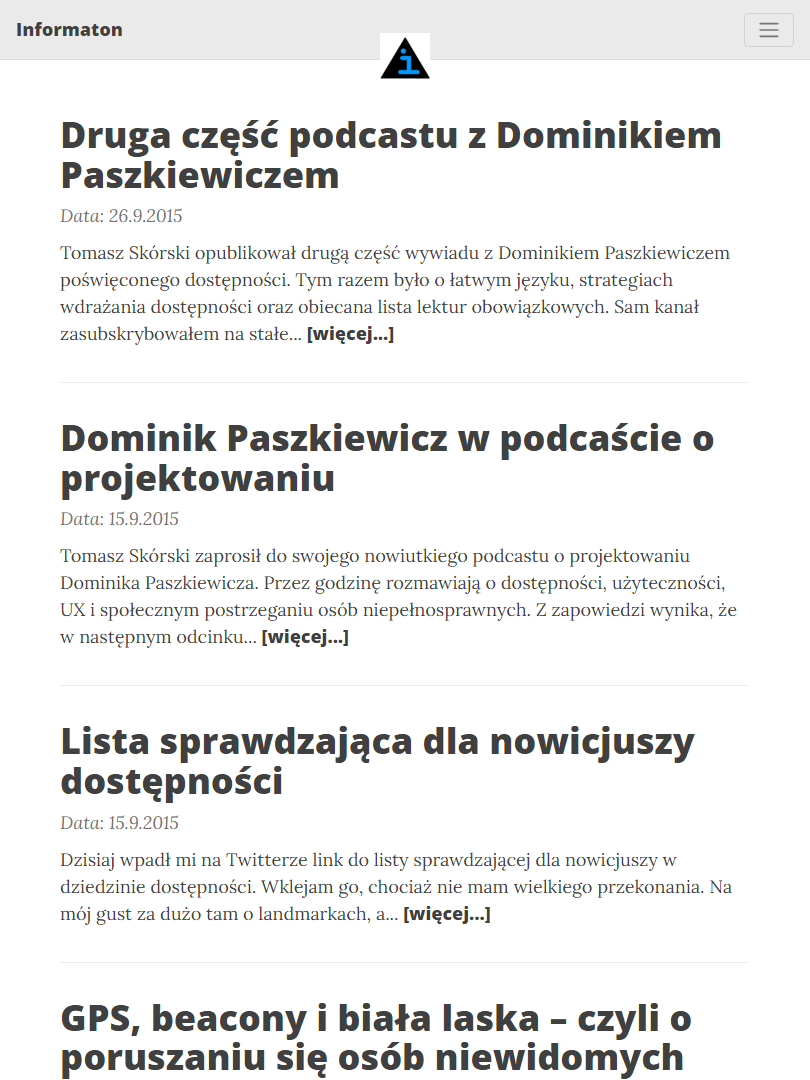 Informaton
i
Druga część podcastu z Dominikiem
Paszkiewiczem
Data: 26.9.2015
Tomasz Skórski opublikował drugą część wywiadu z Dominikiem Paszkiewiczem
poświęconego dostępności. Tym razem było o łatwym języku, strategiach
wdrażania dostępności oraz obiecana lista lektur obowiązkowych. Sam kanał
zasubskrybowałem na stałe... [więcej...]
Dominik Paszkiewicz w podcaście o
projektowaniu
Data: 15.9.2015
Tomasz Skórski zaprosił do swojego nowiutkiego podcastu o projektowaniu
Dominika Paszkiewicza. Przez godzinę rozmawiają o dostępności, użyteczności,
UX i społecznym postrzeganiu osób niepełnosprawnych. Z zapowiedzi wynika, że
w następnym odcinku... [więcej...]
Lista sprawdzająca dla nowicjuszy
dostępności
Data: 15.9.2015
Dzisiaj wpadł mi na Twitterze link do listy sprawdzającej dla nowicjuszy w
dziedzinie dostępności. Wklejam go, chociaż nie mam wielkiego przekonania. Na
mój gust za dużo tam o landmarkach, a... [więcej...]
GPS, beacony i biała laska – czyli o
poruszaniu się osób niewidomych